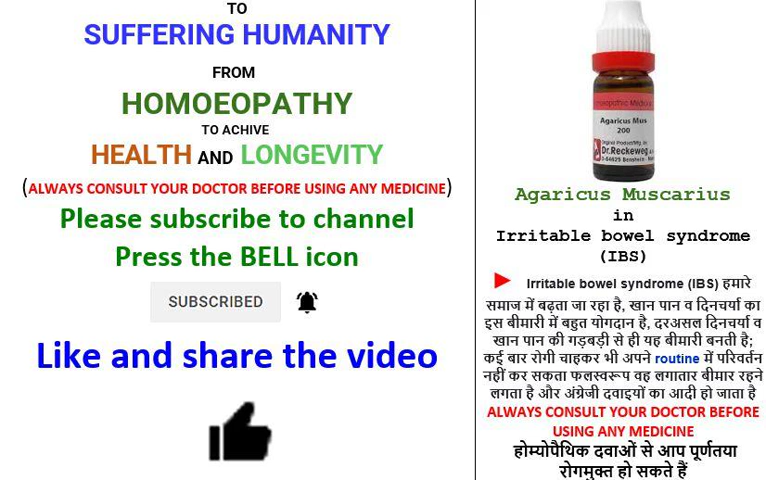 TO
SUFFERING HUMANITY
FROM
HOMOEOPATHY
TO ACHIVE
HEALTH AND LONGEVITY
(ALWAYS CONSULT YOUR DOCTOR BEFORE USING ANY MEDICINE)
Please subscribe to channel
Press the BELL icon
SUBSCRIBED
Like and share the video
Agaricus Mus
200
Dr.Reckeweg
Agaricus Muscarius
in
Irritable bowel syndrome
(IBS)
Irritable bowel syndrome (IBS) हमारे
समाज में बढ़ता जा रहा है, खान पान व दिनचर्या का
इस बीमारी में बहुत योगदान है, दरअसल दिनचर्या व
खान पान की गड़बड़ी से ही यह बीमारी बनती है;
कई बार रोगी चाहकर भी अपने routine में परिवर्तन
नहीं कर सकता फलस्वरूप वह लगातार बीमार रहने
लगता है और अंग्रेजी दवाइयों का आदी हो जाता है
ALWAYS CONSULT YOUR DOCTOR BEFORE
USING ANY MEDICINE
होम्योपैथिक दवाओं से आप पूर्णतया
रोगमुक्त हो सकते हैं